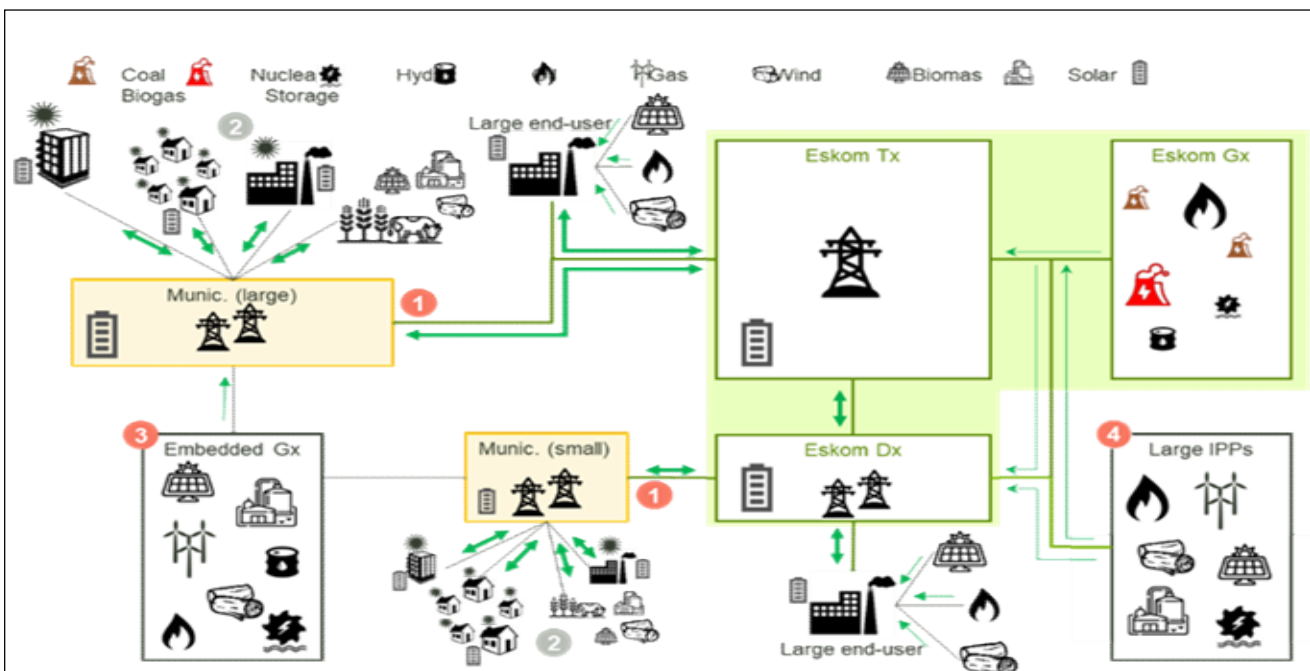 Coal Nuclea Hyd l Gas Wind Biomas Solar
Biogas Storage
2
Large end-user
Eskom Tx
Eskom Gx
Munic. (large)
1
3
Embedded Gx
Munic. (small)
1
Eskom Dx
4
Large IPPs
2
Large end-user